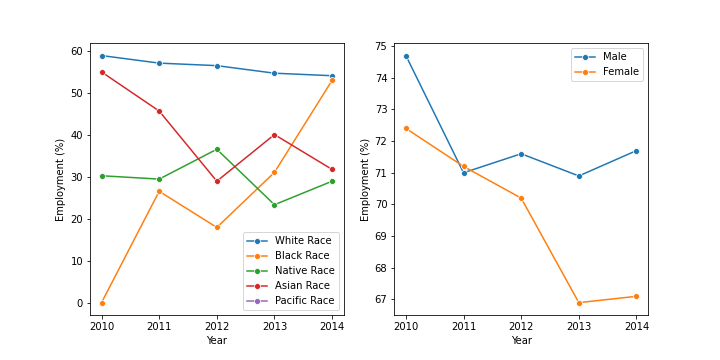 60
50
40
30
20
10
0
Employment (%)
2010 2011 2012 2013 2014
Year
White Race
Black Race
Native Race
Asian Race
Pacific Race
75
74
73
72
71
70
69
68
67
Employment (%)
2010 2011 2012 2013 2014
Year
Male
Female